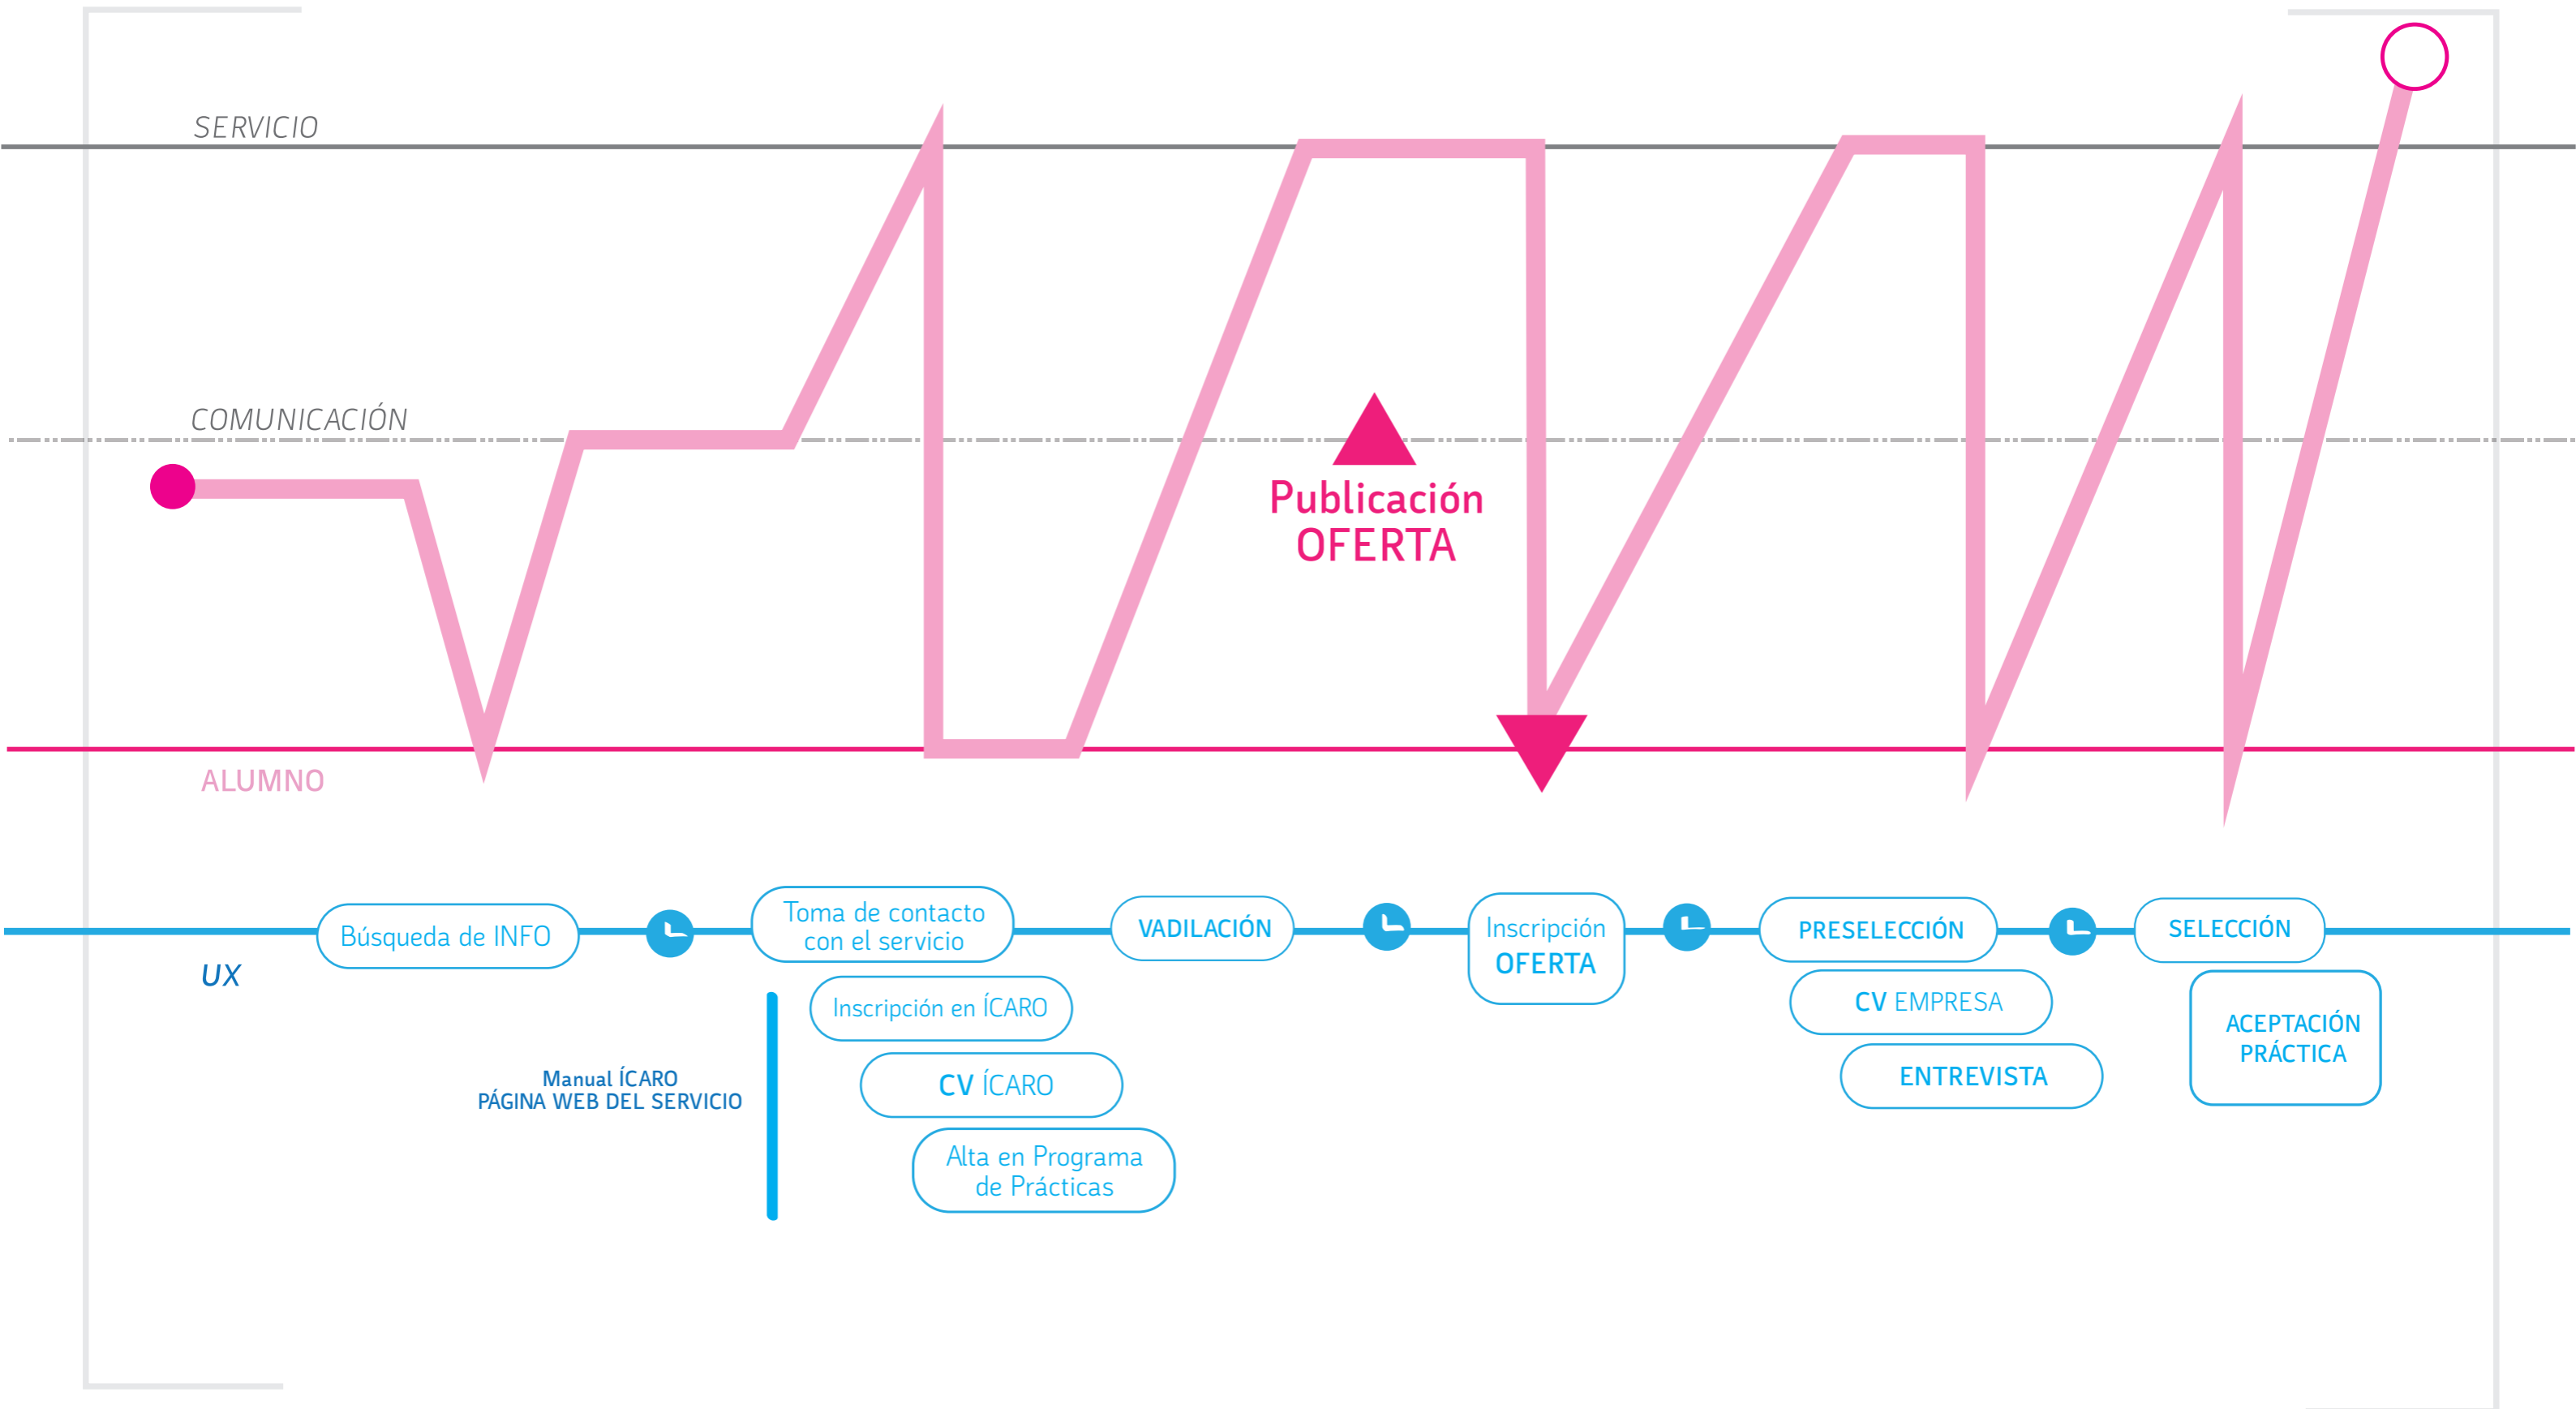 SERVICIO
COMUNICACIÓN
Publicación
OFERTA
ALUMNO
UX
Búsqueda de INFO
Toma de contacto
con el servicio
Inscripción en ÍCARO
CV ÍCARO
Alta en Programa
de Prácticas
Manual ÍCARO
PÁGINA WEB DEL SERVICIO
VADILACIÓN
Inscripción
OFERTA
PRESELECCIÓN
CV EMPRESA
ENTREVISTA
SELECCIÓN
ACEPTACIÓN
PRÁCTICA